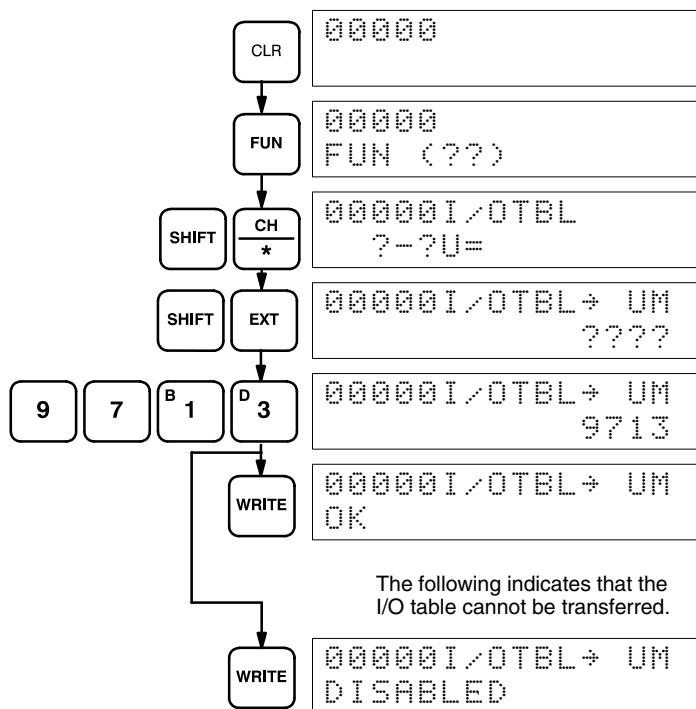 CLR
00000
FUN
00000
FUN (??)
SHIFT
CH
*
00000I/OTBL
?-?U=
SHIFT
EXT
00000I/OTBL→ UM
????
9
7
B 1
D 3
00000I/OTBL→ UM
9713
WRITE
00000I/OTBL→ UM
OK
The following indicates that the
I/O table cannot be transferred.
WRITE
00000I/OTBL→ UM
DISABLED